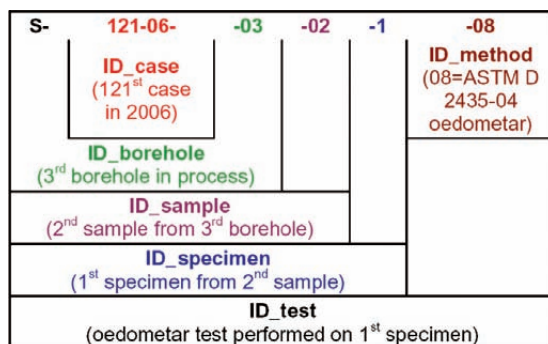 S- 121-06- -03 -02 -1 -08
ID_case
(121st case
in 2006)
ID_method
(08=ASTM D
2435-04
oedometar)
ID_borehole
(3rd borehole in process)
ID_sample
(2nd sample from 3rd borehole)
ID_specimen
(1st specimen from 2nd sample)
ID_test
(oedometar test performed on 1st specimen)